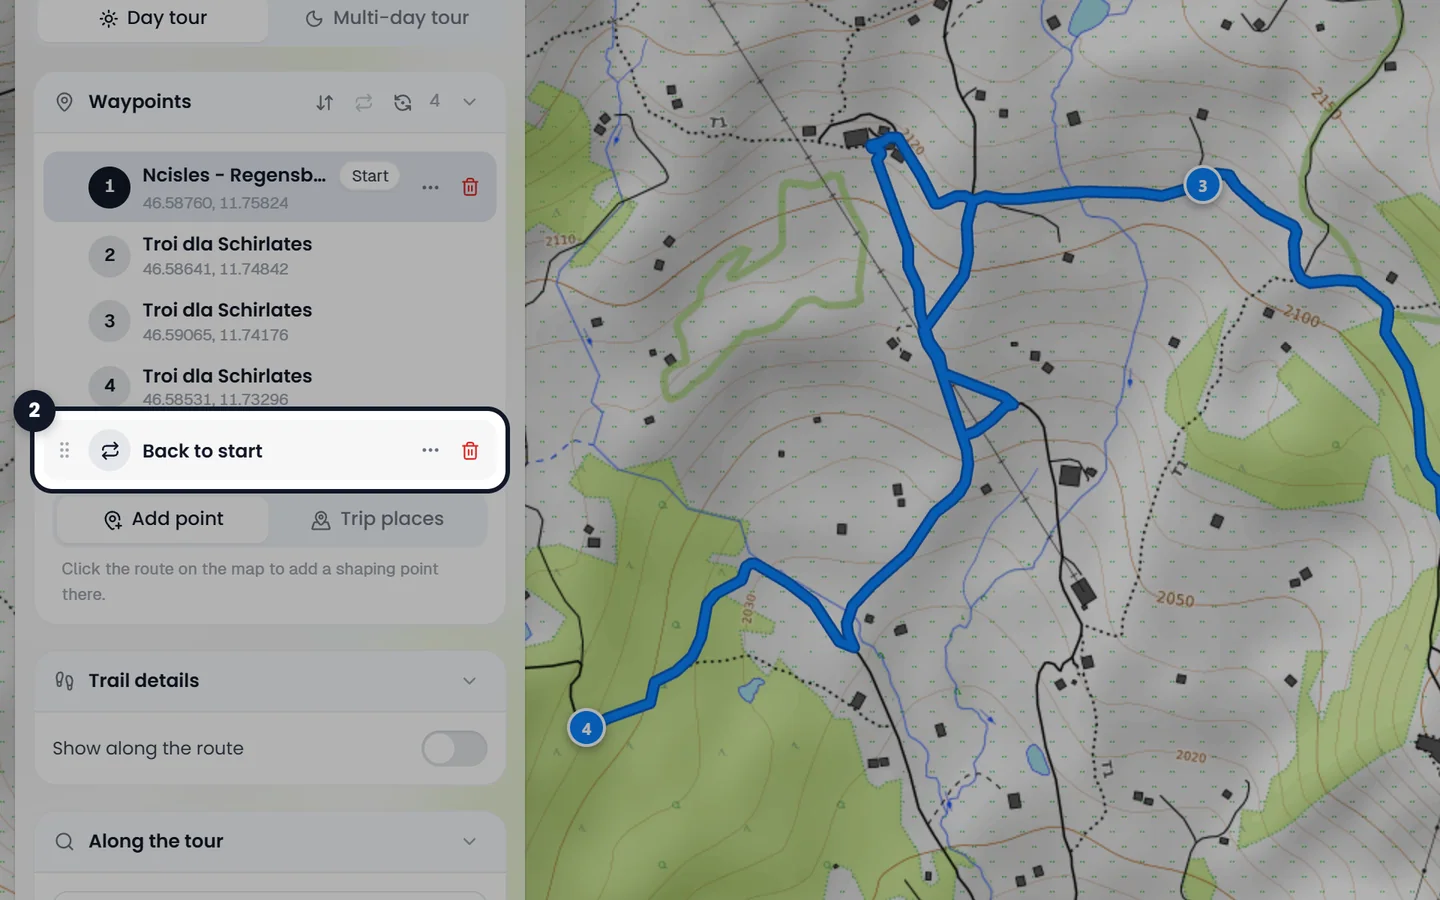 Day tour
Multi-day tour
Waypoints
4
1
Ncisles - Regensb...
Start
46.58760, 11.75824
2
Troi dla Schirlates
46.58641, 11.74842
3
Troi dla Schirlates
46.59065, 11.74176
4
Troi dla Schirlates
46.58531, 11.73296
2
Back to start
Add point
Trip places
Click the route on the map to add a shaping point
there.
Trail details
Show along the route
Along the tour
T1
2120
2150
3
2110
2100
T1
2050
2030
4
2020
T1